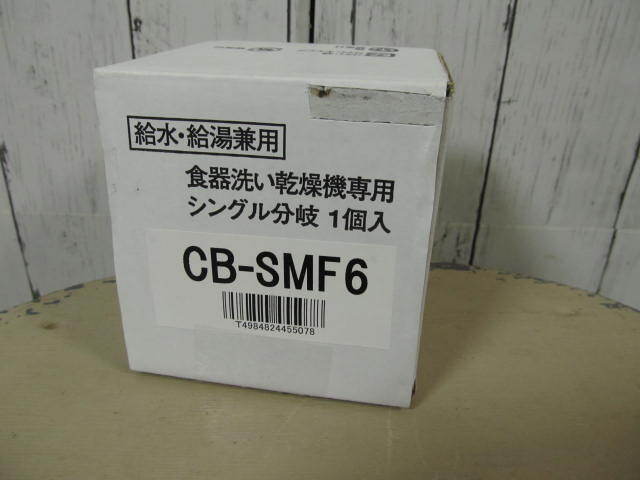 給水・給湯兼用
食器洗い乾燥機専用
シングル分岐 1個入
CB-SMF6
T4984824455078